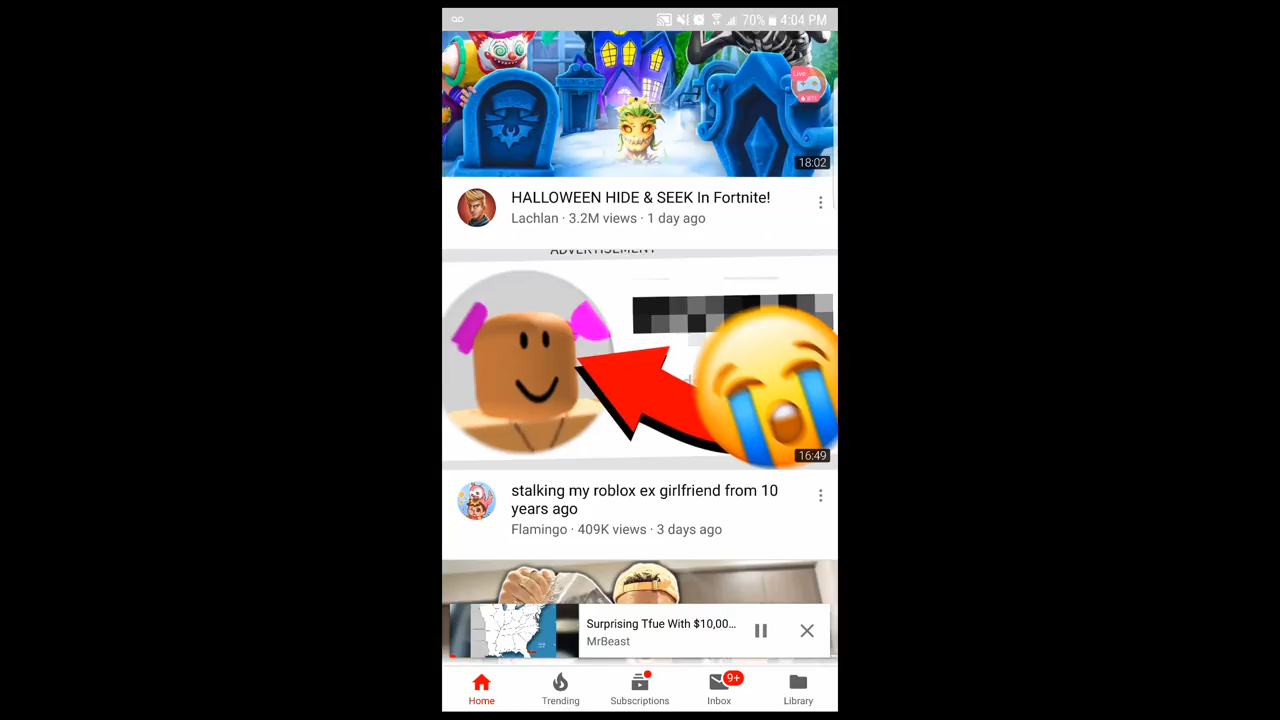 70% 4:04 PM
Live
18:02
HALLOWEEN HIDE & SEEK In Fortnite!
Lachlan · 3.2M views · 1 day ago
ADVERTISEMENT
16:49
stalking my roblox ex girlfriend from 10
years ago
Flamingo · 409K views · 3 days ago
Surprising Tfue With $10,00...
MrBeast
9+
Home Trending Subscriptions Inbox Library